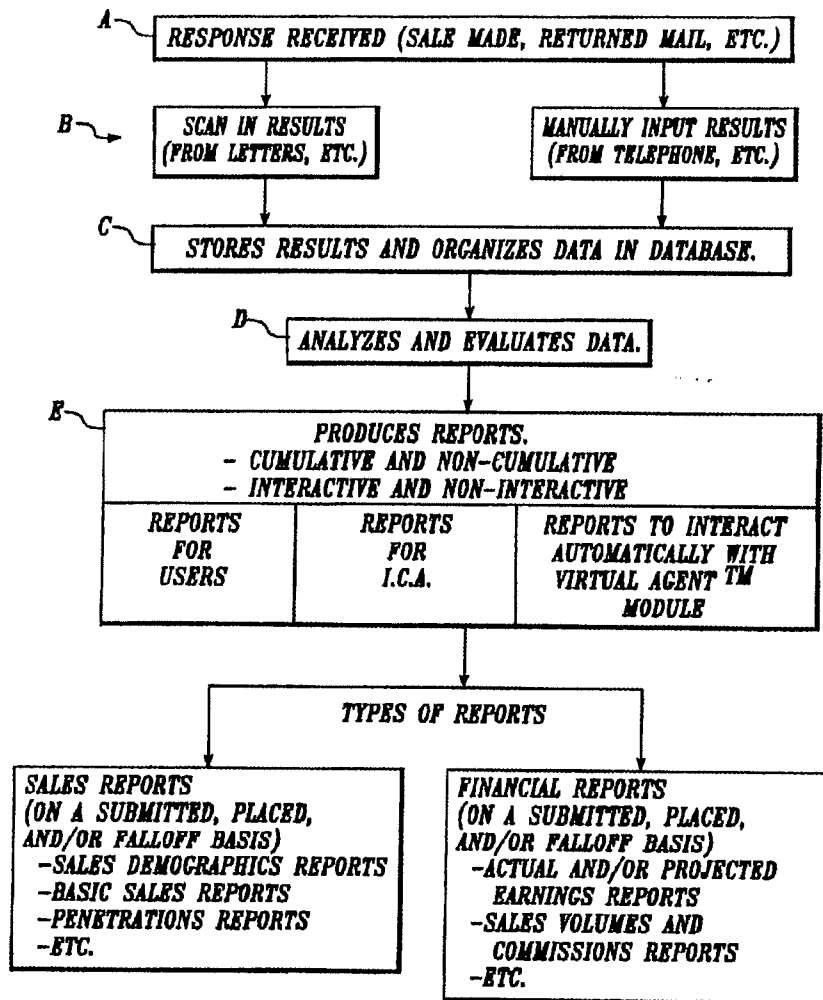 A
RESPONSE RECEIVED (SALE MADE, RETURNED MAIL, ETC.)
B
SCAN IN RESULTS
(FROM LETTERS, ETC.)
MANUALLY INPUT RESULTS
(FROM TELEPHONE, ETC.)
C
STORES RESULTS AND ORGANIZES DATA IN DATABASE.
D
ANALYZES AND EVALUATES DATA.
E
PRODUCES REPORTS.
- CUMULATIVE AND NON-CUMULATIVE
- INTERACTIVE AND NON-INTERACTIVE
REPORTS
FOR
USERS
REPORTS
FOR
I.C.A.
REPORTS TO INTERACT
AUTOMATICALLY WITH
VIRTUAL AGENT TM
MODULE
TYPES OF REPORTS
SALES REPORTS
(ON A SUBMITTED, PLACED,
AND/OR FALLOFF BASIS)
-SALES DEMOGRAPHICS REPORTS
-BASIC SALES REPORTS
-PENETRATIONS REPORTS
-ETC.
FINANCIAL REPORTS
(ON A SUBMITTED, PLACED,
AND/OR FALLOFF BASIS)
-ACTUAL AND/OR PROJECTED
EARNINGS REPORTS
-SALES VOLUMES AND
COMMISSIONS REPORTS
-ETC.